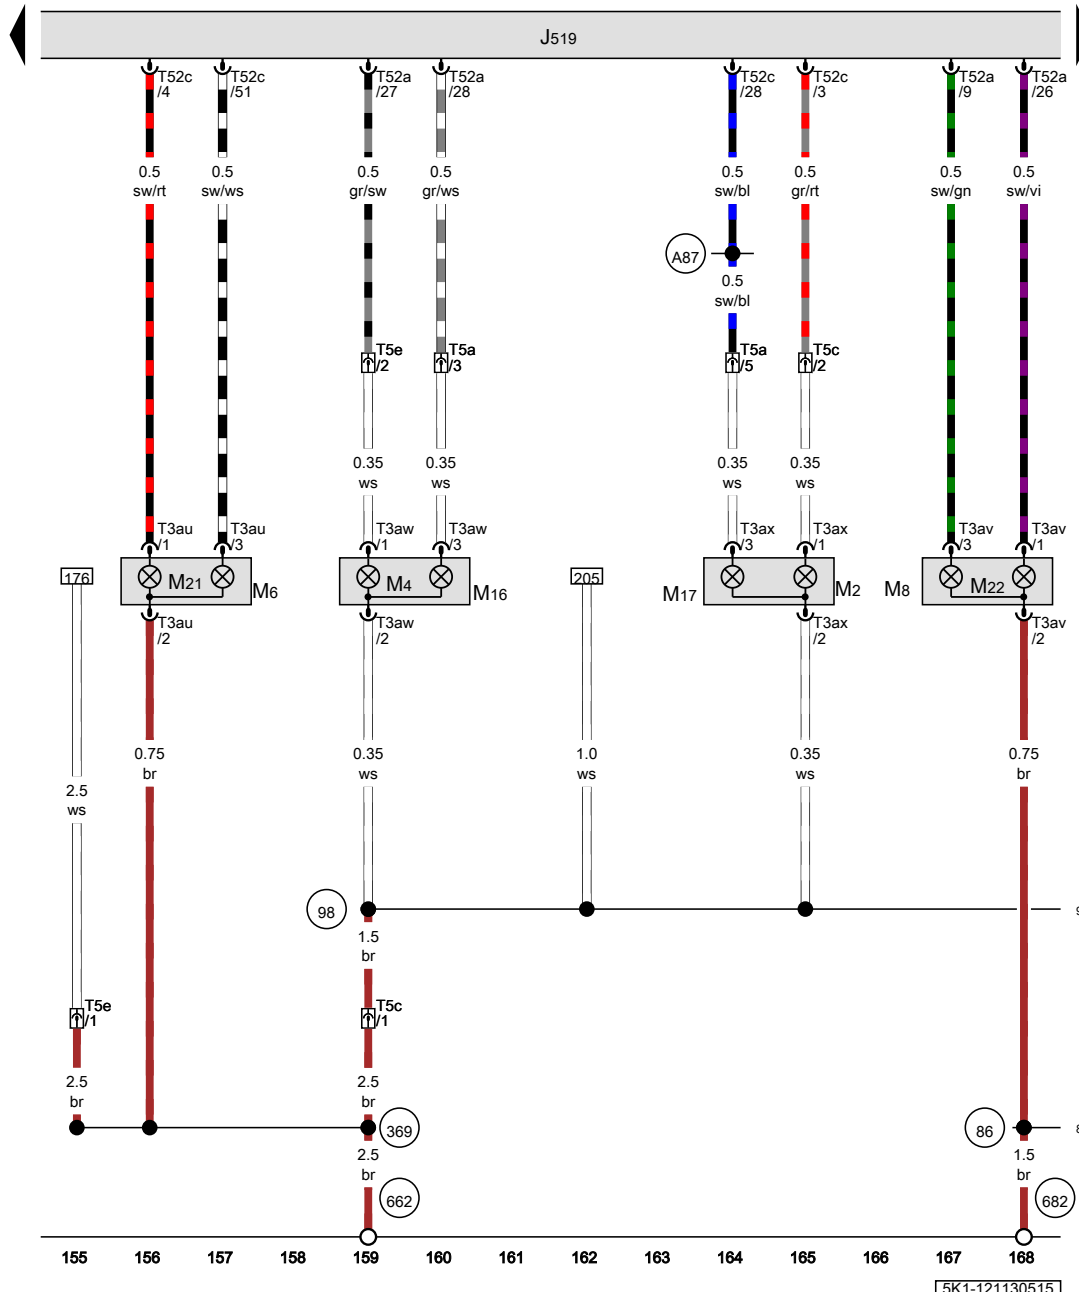 J519
T52c T52c T52a T52a T52c T52c T52a T52a
/4 /51 /27 /28 /28 /3 /9 /26
0.5 0.5 0.5 0.5 0.5 0.5 0.5 0.5
sw/rt sw/ws gr/sw gr/ws sw/bl gr/rt sw/gn sw/vi
A87
0.5
sw/bl
T5e T5a T5a T5c
/2 /3 /5 /2
0.35 0.35 0.35 0.35
ws ws ws ws
T3au T3au T3aw T3aw T3ax T3ax T3av T3av
/1 /3 /1 /3 /3 /1 /3 /1
176 M21 M6 M4 M16 205 M17 M2 M8 M22
T3au T3aw T3ax T3av
/2 /2 /2 /2
0.75 0.35 1.0 0.35 0.75
br ws ws ws br
2.5
ws
98 9
1.5
br
T5e T5c
/1 /1
2.5 2.5
br br
369 86 8
2.5 1.5
br br
662 682
155 156 157 158 159 160 161 162 163 164 165 166 167 168
5K1-121130515